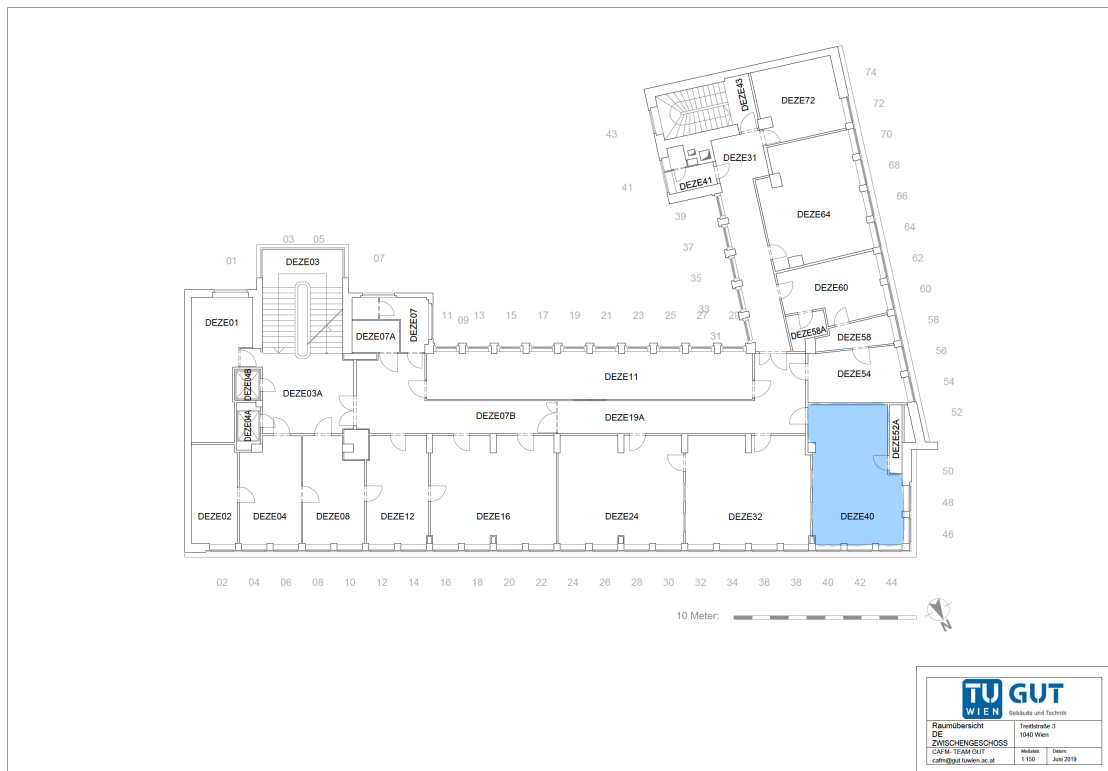 74
DEZE43
DEZE72
72
43
70
DEZE31
68
DEZE41
41
66
39
DEZE64
64
37
62
03 05
01
DEZE03
07
35
DEZE60
60
33
11 09 13 15 17 19 21 23 25 27 29
31
DEZE01
DEZE07A
DEZE07
DEZE58A
DEZE58
58
56
DEZE11
DEZE54
54
DEZE04B
DEZE03A
DEZE04A
DEZE07B
DEZE19A
52
DEZE52A
50
48
DEZE02
DEZE04
DEZE08
DEZE12
DEZE16
DEZE24
DEZE32
DEZE40
46
02 04 06 08 10 12 14 16 18 20 22 24 26 28 30 32 34 36 38 40 42 44
10 Meter:
N
TU WIEN
GUT
Gebäude und Technik
Raumübersicht
DE
ZWISCHENGESCHOSS
Treitlstraße 3
1040 Wien
CAFM- TEAM GUT
cafm@gut.tuwien.ac.at
Maßstab:
1:150
Datum:
Juni 2019